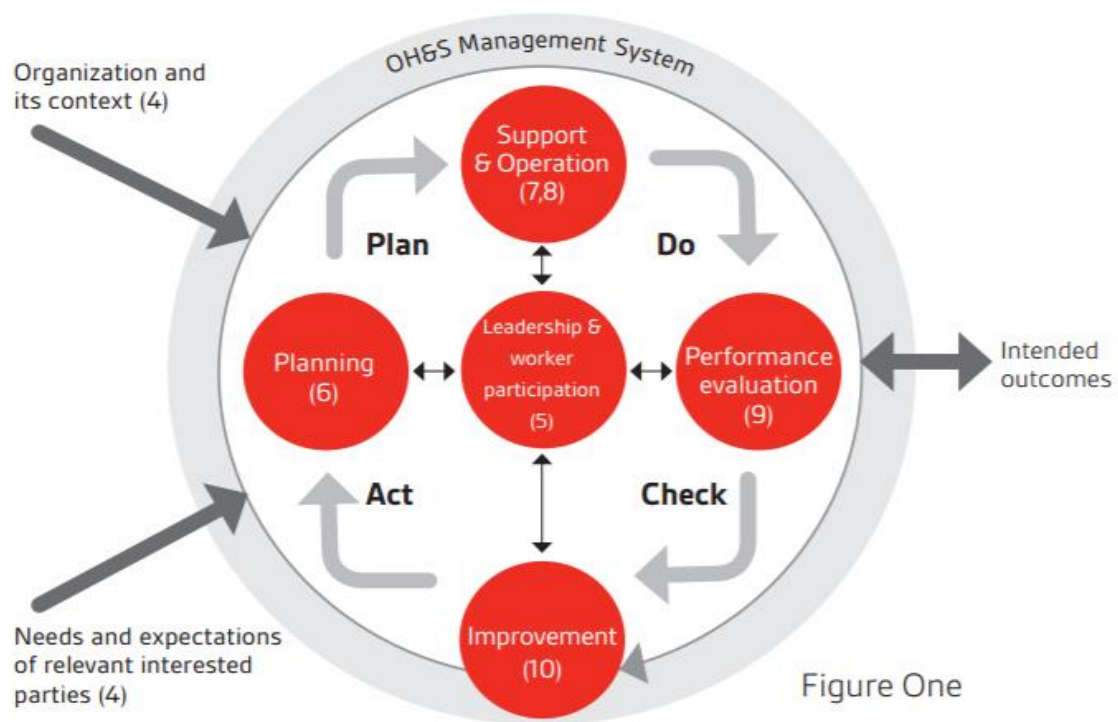 OH&S Management System
Organization and
its context (4)
Support
& Operation
(7,8)
Plan
Do
Leadership &
worker
participation
(5)
Planning
(6)
Performance
evaluation
(9)
Intended
outcomes
Act
Check
Needs and expectations
of relevant interested
parties (4)
Improvement
(10)
Figure One